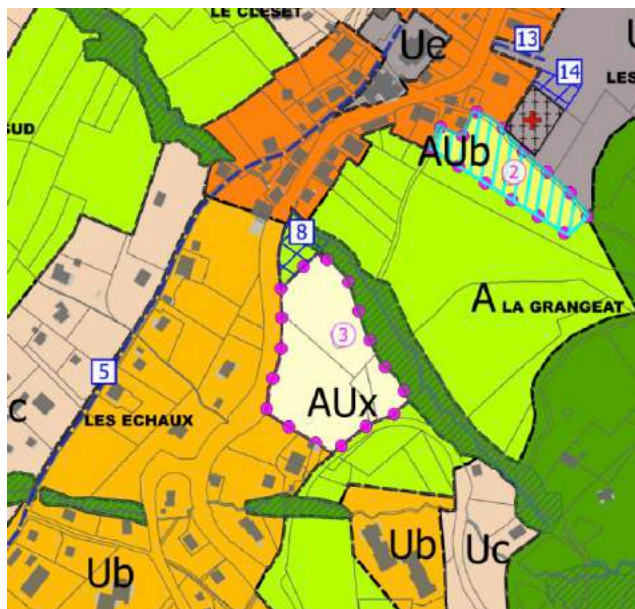 LE CLESET
Ue
13
U
14
LES
SUD
AUb
2
8
A LA GRANGEAT
3
5
AUx
C
LES ECHAUX
Ub
Ub
Uc